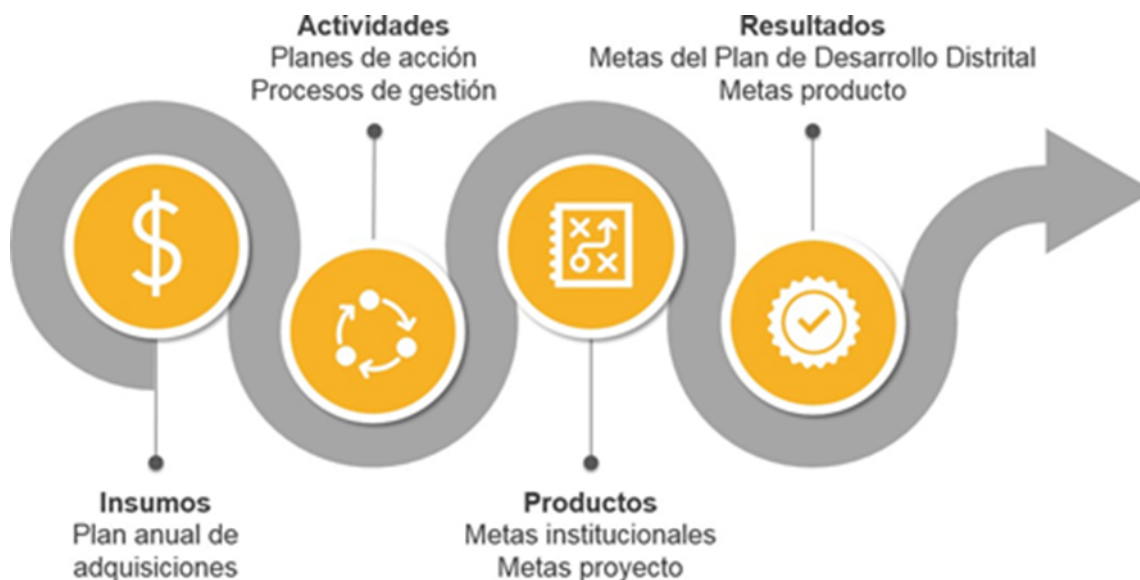 Actividades
Planes de acción
Procesos de gestión
Resultados
Metas del Plan de Desarrollo Distrital
Metas producto
Insumos
Plan anual de
adquisiciones
Productos
Metas institucionales
Metas proyecto